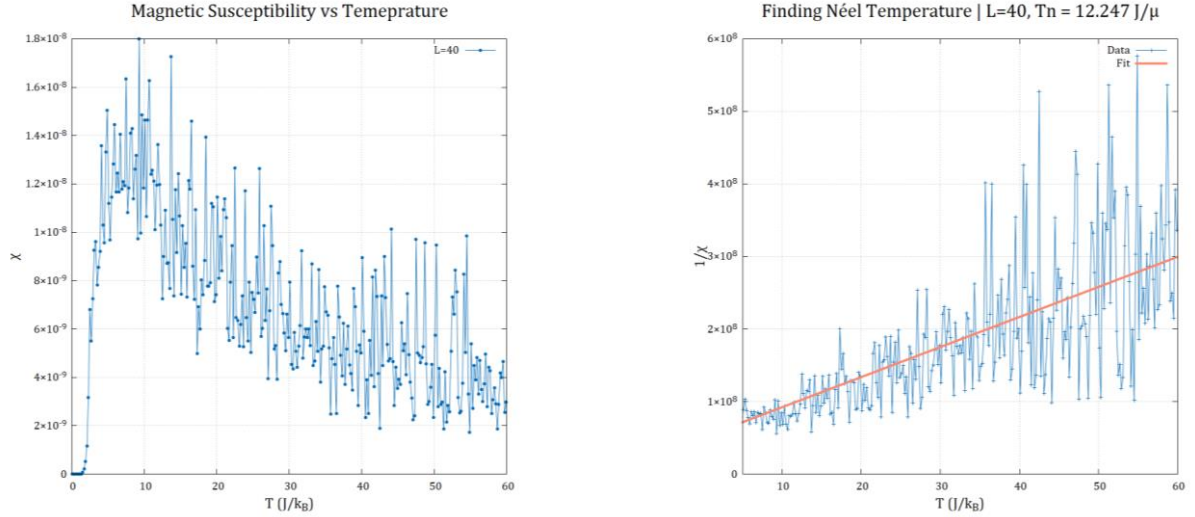 Magnetic Susceptibility vs Temeprature
L=40
1.8×10⁻⁸
1.6×10⁻⁸
1.4×10⁻⁸
1.2×10⁻⁸
1×10⁻⁸
8×10⁻⁹
6×10⁻⁹
4×10⁻⁹
2×10⁻⁹
0
χ
0 10 20 30 40 50 60
T (J/k_B)
Finding Néel Temperature | L=40, Tn = 12.247 J/μ
Data
Fit
6×10⁸
5×10⁸
4×10⁸
3×10⁸
2×10⁸
1×10⁸
0
1/χ
10 20 30 40 50 60
T (J/k_B)